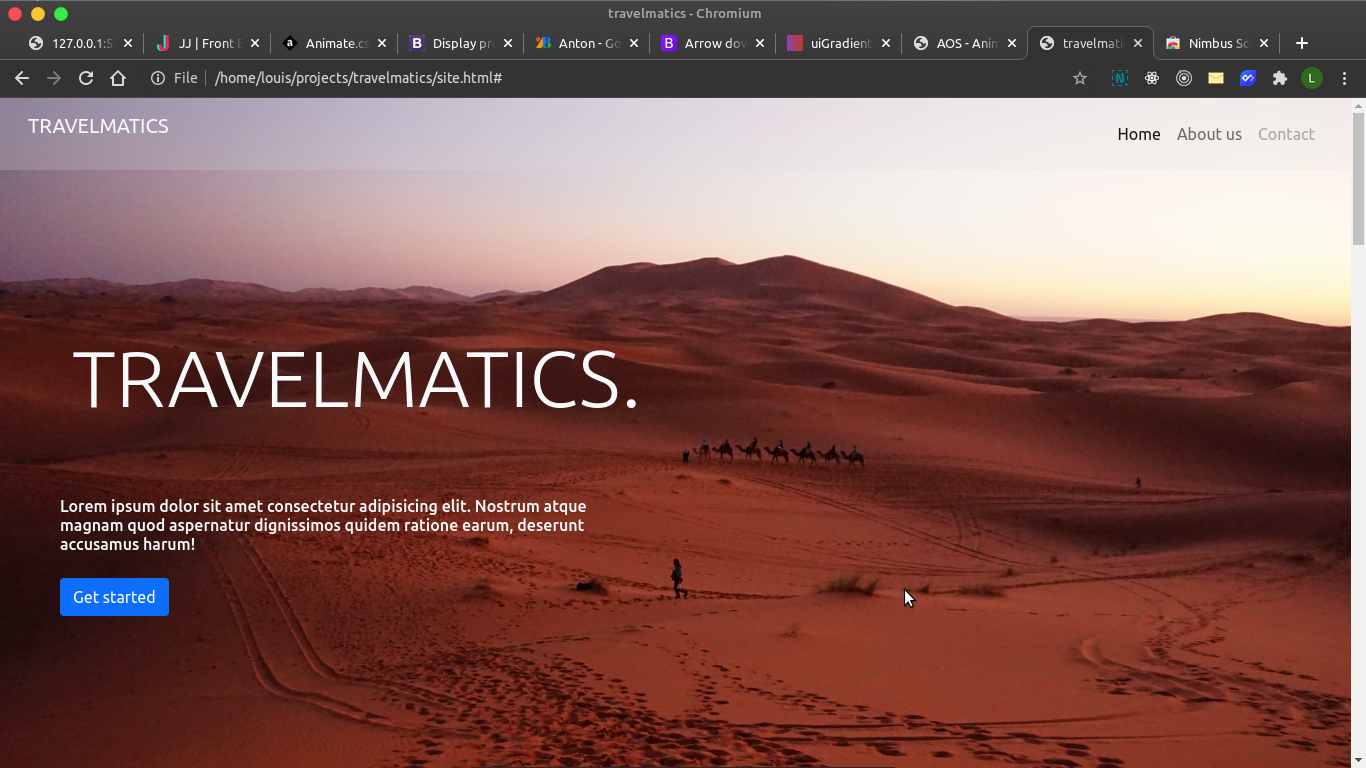 travelmatics - Chromium
127.0.0.1:5
JJ | Front E
Animate.cs
Display pr
Anton - Go
Arrow dow
uiGradient
AOS - Anim
travelmati
Nimbus Sc
File
/home/louis/projects/travelmatics/site.html#
L
TRAVELMATICS
Home
About us
Contact
TRAVELMATICS.
Lorem ipsum dolor sit amet consectetur adipisicing elit. Nostrum atque
magnam quod aspernatur dignissimos quidem ratione earum, deserunt
accusamus harum!
Get started